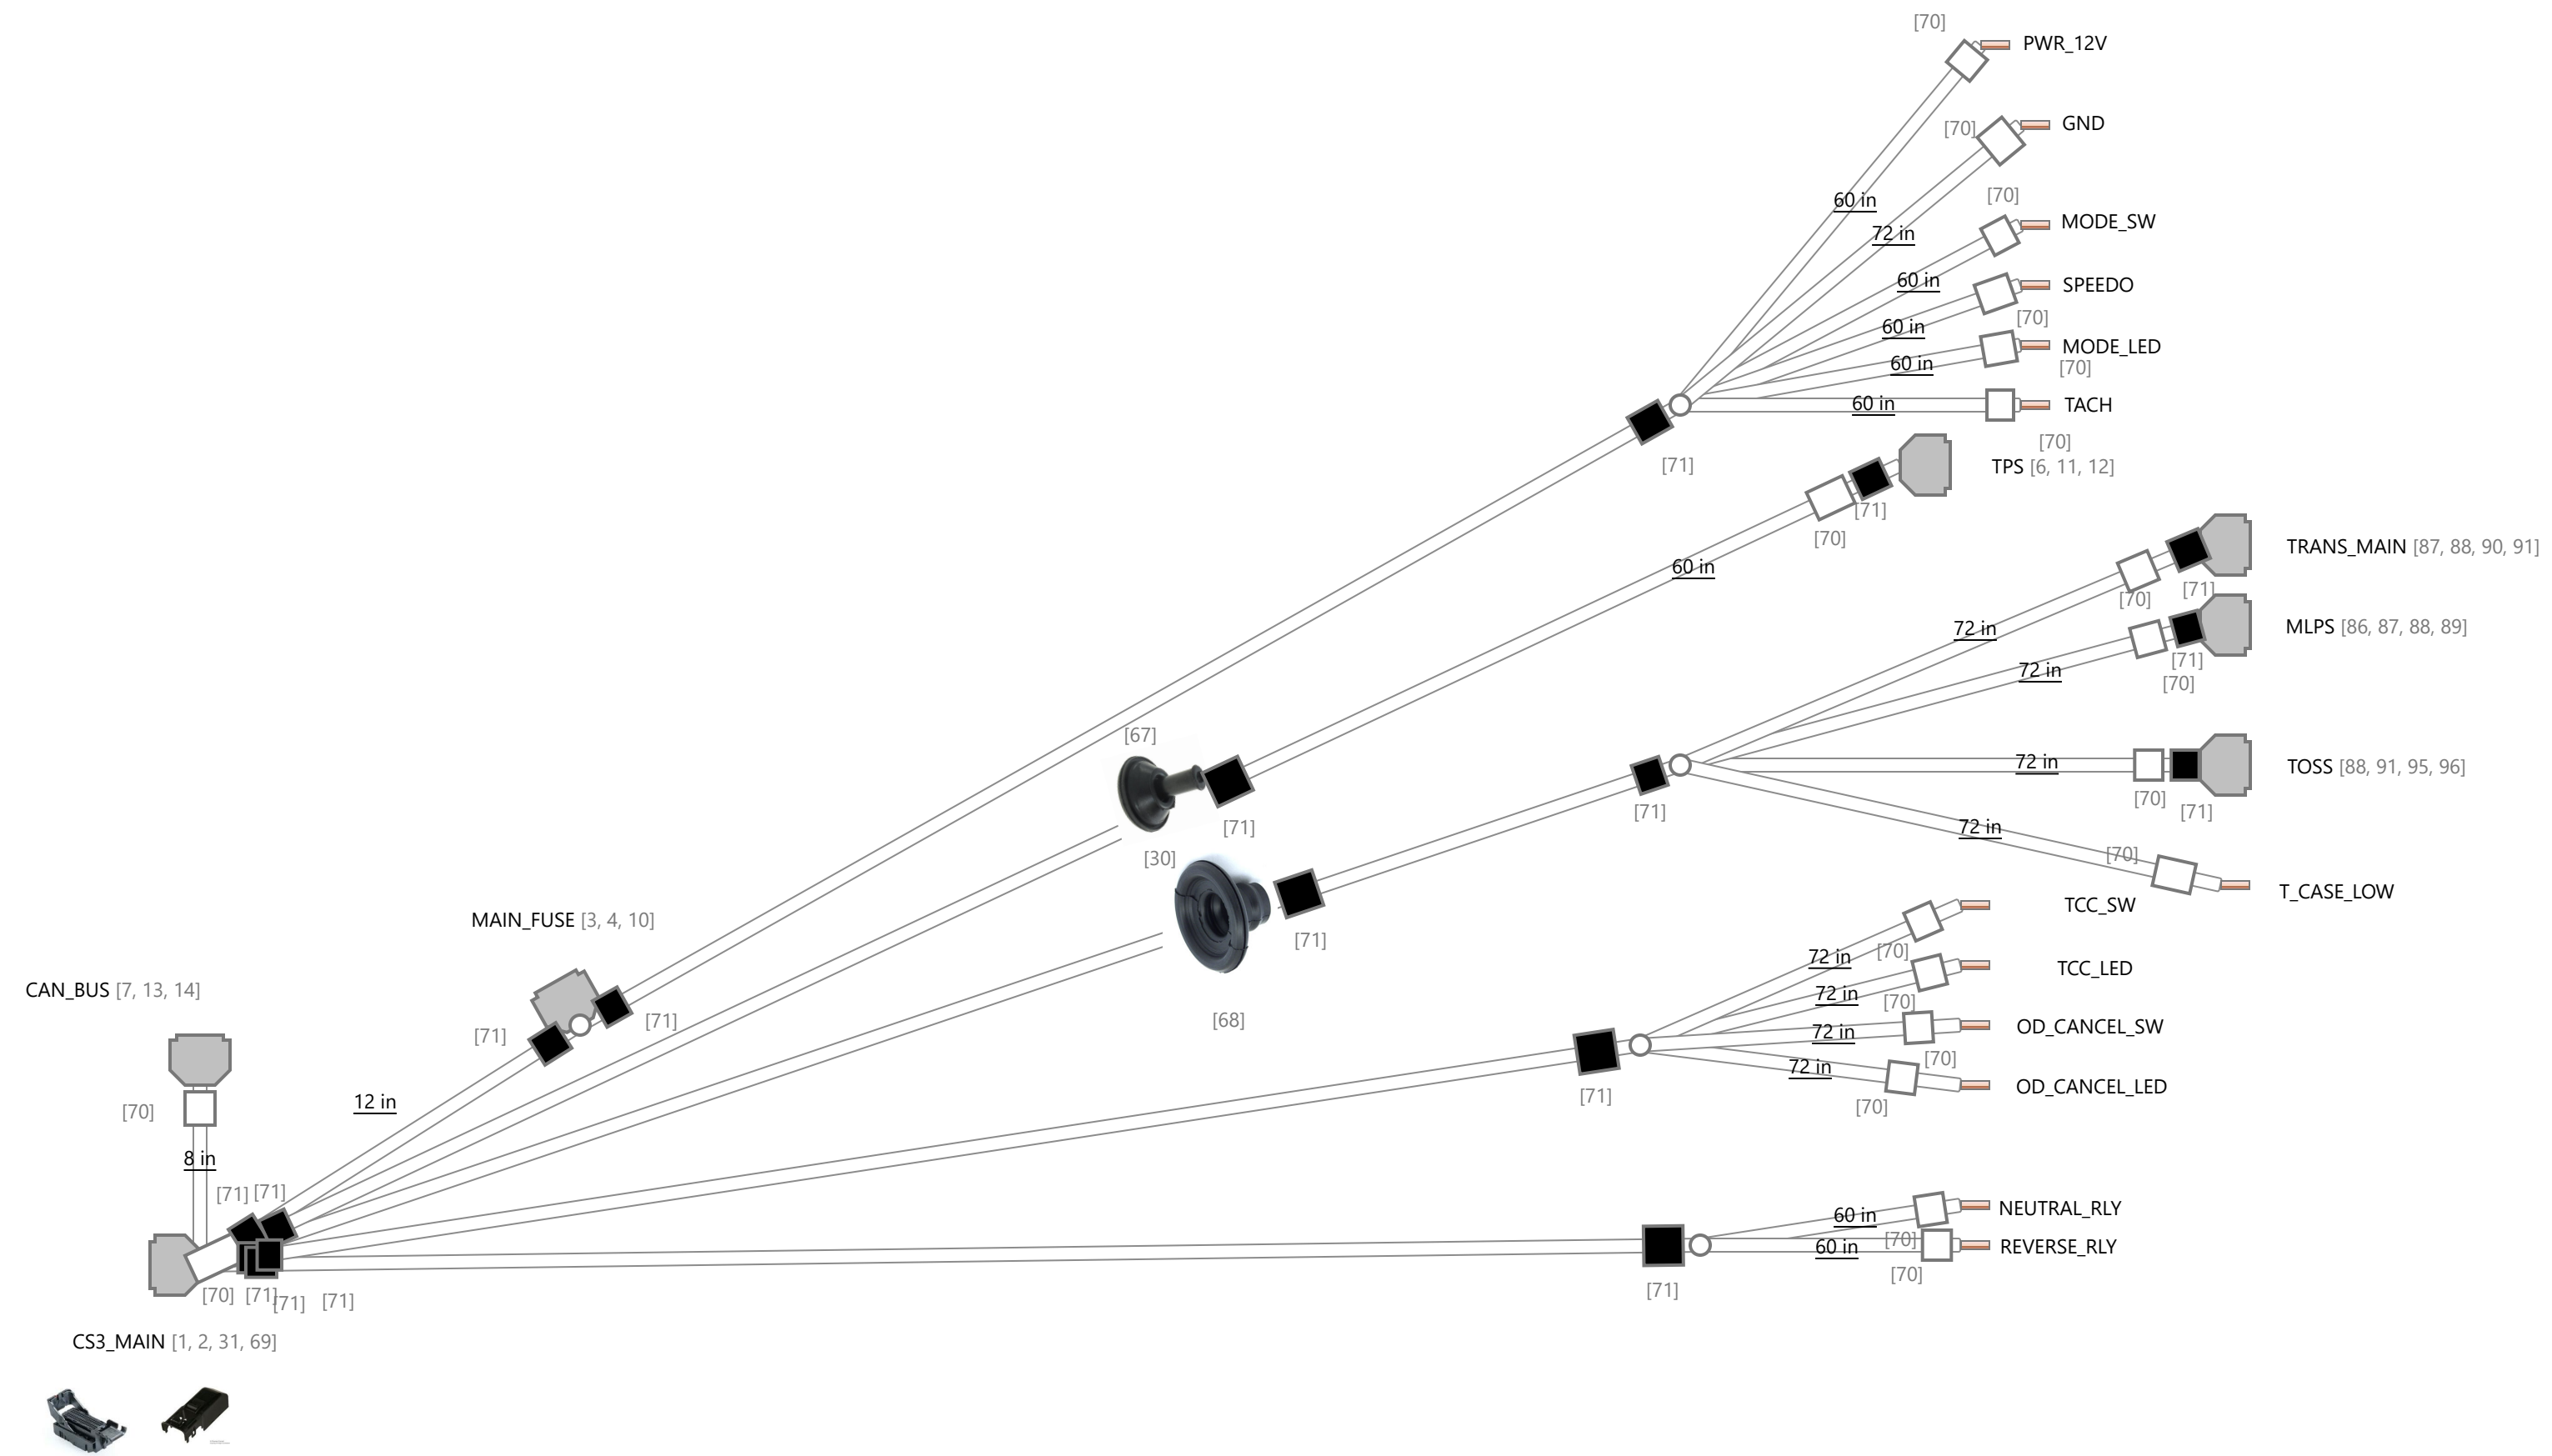 [70]
PWR_12V
[70]
GND
[70]
MODE_SW
60 in
72 in
60 in
SPEEDO
[70]
60 in
MODE_LED
[70]
60 in
60 in
TACH
[70]
[71]
TPS [6, 11, 12]
[71]
[70]
60 in
TRANS_MAIN [87, 88, 90, 91]
[71]
[70]
72 in
MLPS [86, 87, 88, 89]
[71]
72 in
[70]
[67]
72 in
TOSS [88, 91, 95, 96]
[70]
[71]
[71]
[71]
[30]
72 in
[70]
T_CASE_LOW
TCC_SW
MAIN_FUSE [3, 4, 10]
[71]
[70]
72 in
TCC_LED
CAN_BUS [7, 13, 14]
72 in
[70]
[68]
[71]
[71]
72 in
OD_CANCEL_SW
[70]
72 in
OD_CANCEL_LED
[71]
12 in
[70]
[70]
8 in
[71]
[71]
NEUTRAL_RLY
60 in
[70]
60 in
REVERSE_RLY
[70]
[71]
[70]
[71]
[71]
[71]
CS3_MAIN [1, 2, 31, 69]